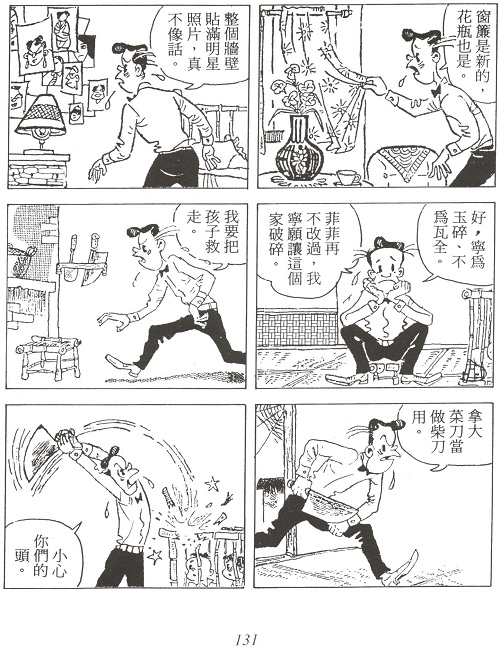 窗簾是新的，
花瓶也是。
整個牆壁
貼滿明星
照片，真
不像話。
好，寧爲
玉碎、不
爲瓦全。
菲菲再
不改過，我
寧願讓這個
家破碎。
我要把
孩子救
走。
拿大
菜刀當
做柴刀
用。
小心
你們的
頭。
131